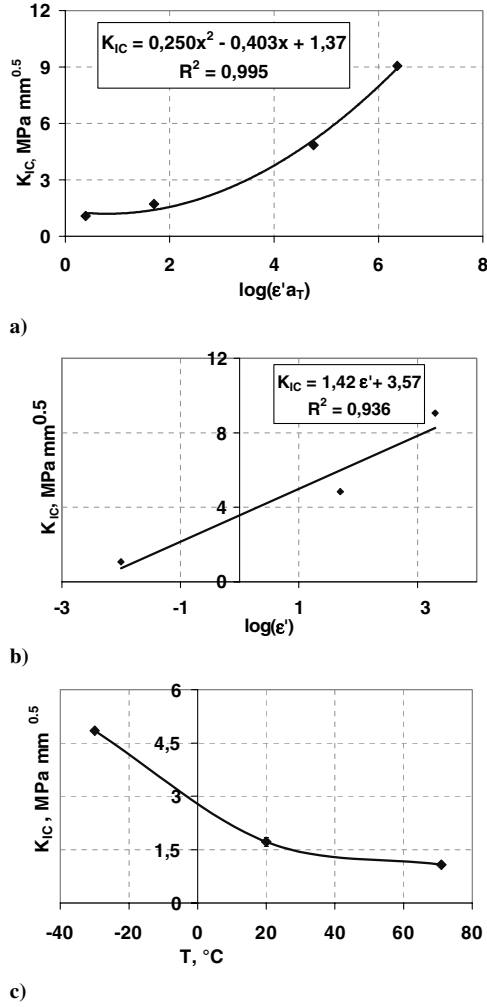 K_IC = 0,250x² - 0,403x + 1,37
R² = 0,995
K_IC, MPa mm^0.5
12
9
6
3
0
0 2 4 6 8
log(ε'a_T)
a)
K_IC = 1,42 ε'+ 3,57
R² = 0,936
K_IC, MPa mm^0.5
12
8
4
0
-3 -1 1 3
log(ε')
b)
K_IC, MPa mm^0.5
6
4,5
3
1,5
0
-40 -20 0 20 40 60 80
T, °C
c)